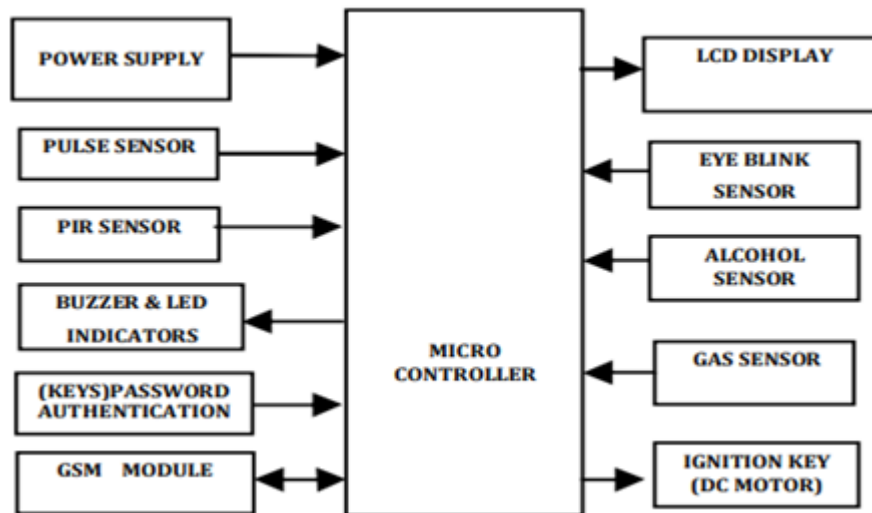 POWER SUPPLY
PULSE SENSOR
PIR SENSOR
BUZZER & LED
INDICATORS
(KEYS)PASSWORD
AUTHENTICATION
GSM MODULE
MICRO
CONTROLLER
LCD DISPLAY
EYE BLINK
SENSOR
ALCOHOL
SENSOR
GAS SENSOR
IGNITION KEY
(DC MOTOR)